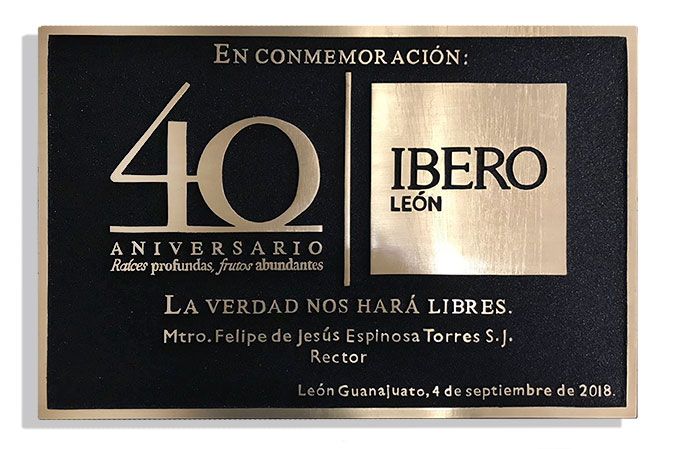 EN CONMEMORACIÓN:
40
ANIVERSARIO
Raíces profundas, frutos abundantes
IBERO
LEÓN
LA VERDAD NOS HARÁ LIBRES.
Mtro. Felipe de Jesús Espinosa Torres S.J.
Rector
León Guanajuato, 4 de septiembre de 2018.